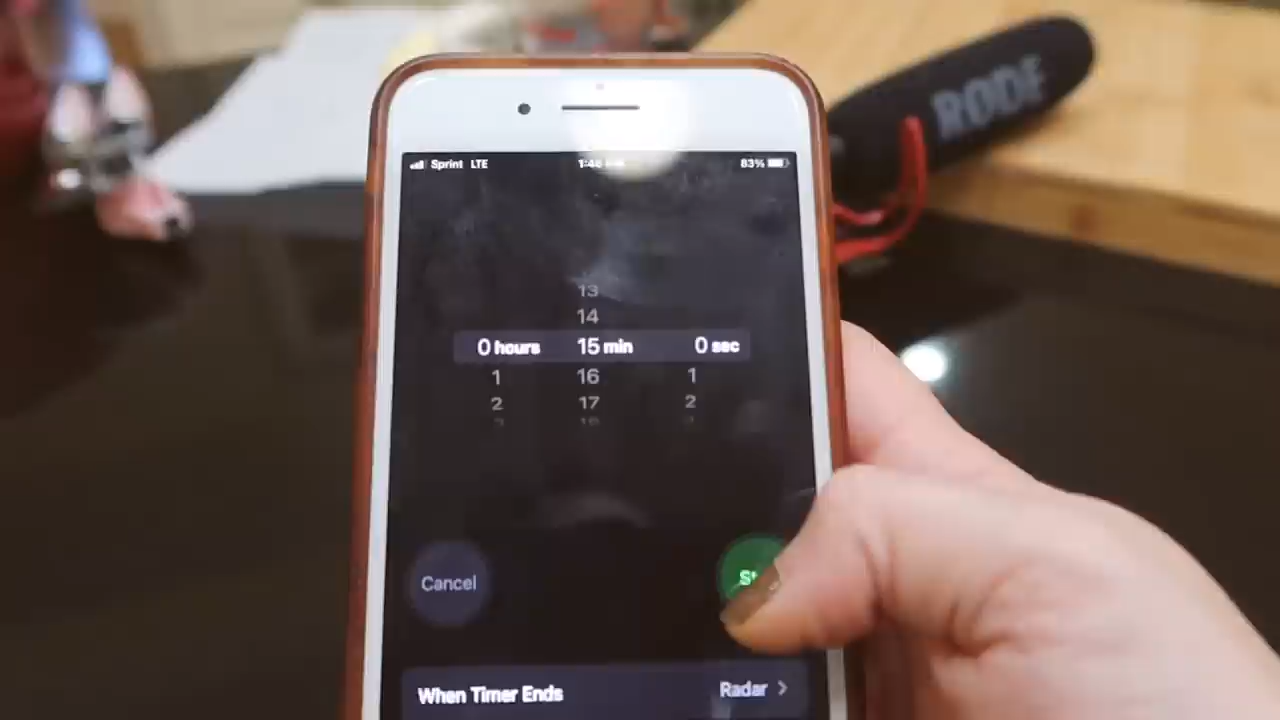 Sprint LTE
83%
RODE
13
14
0 hours 15 min 0 sec
1 16 1
2 17 2
Cancel
When Timer Ends Radar >